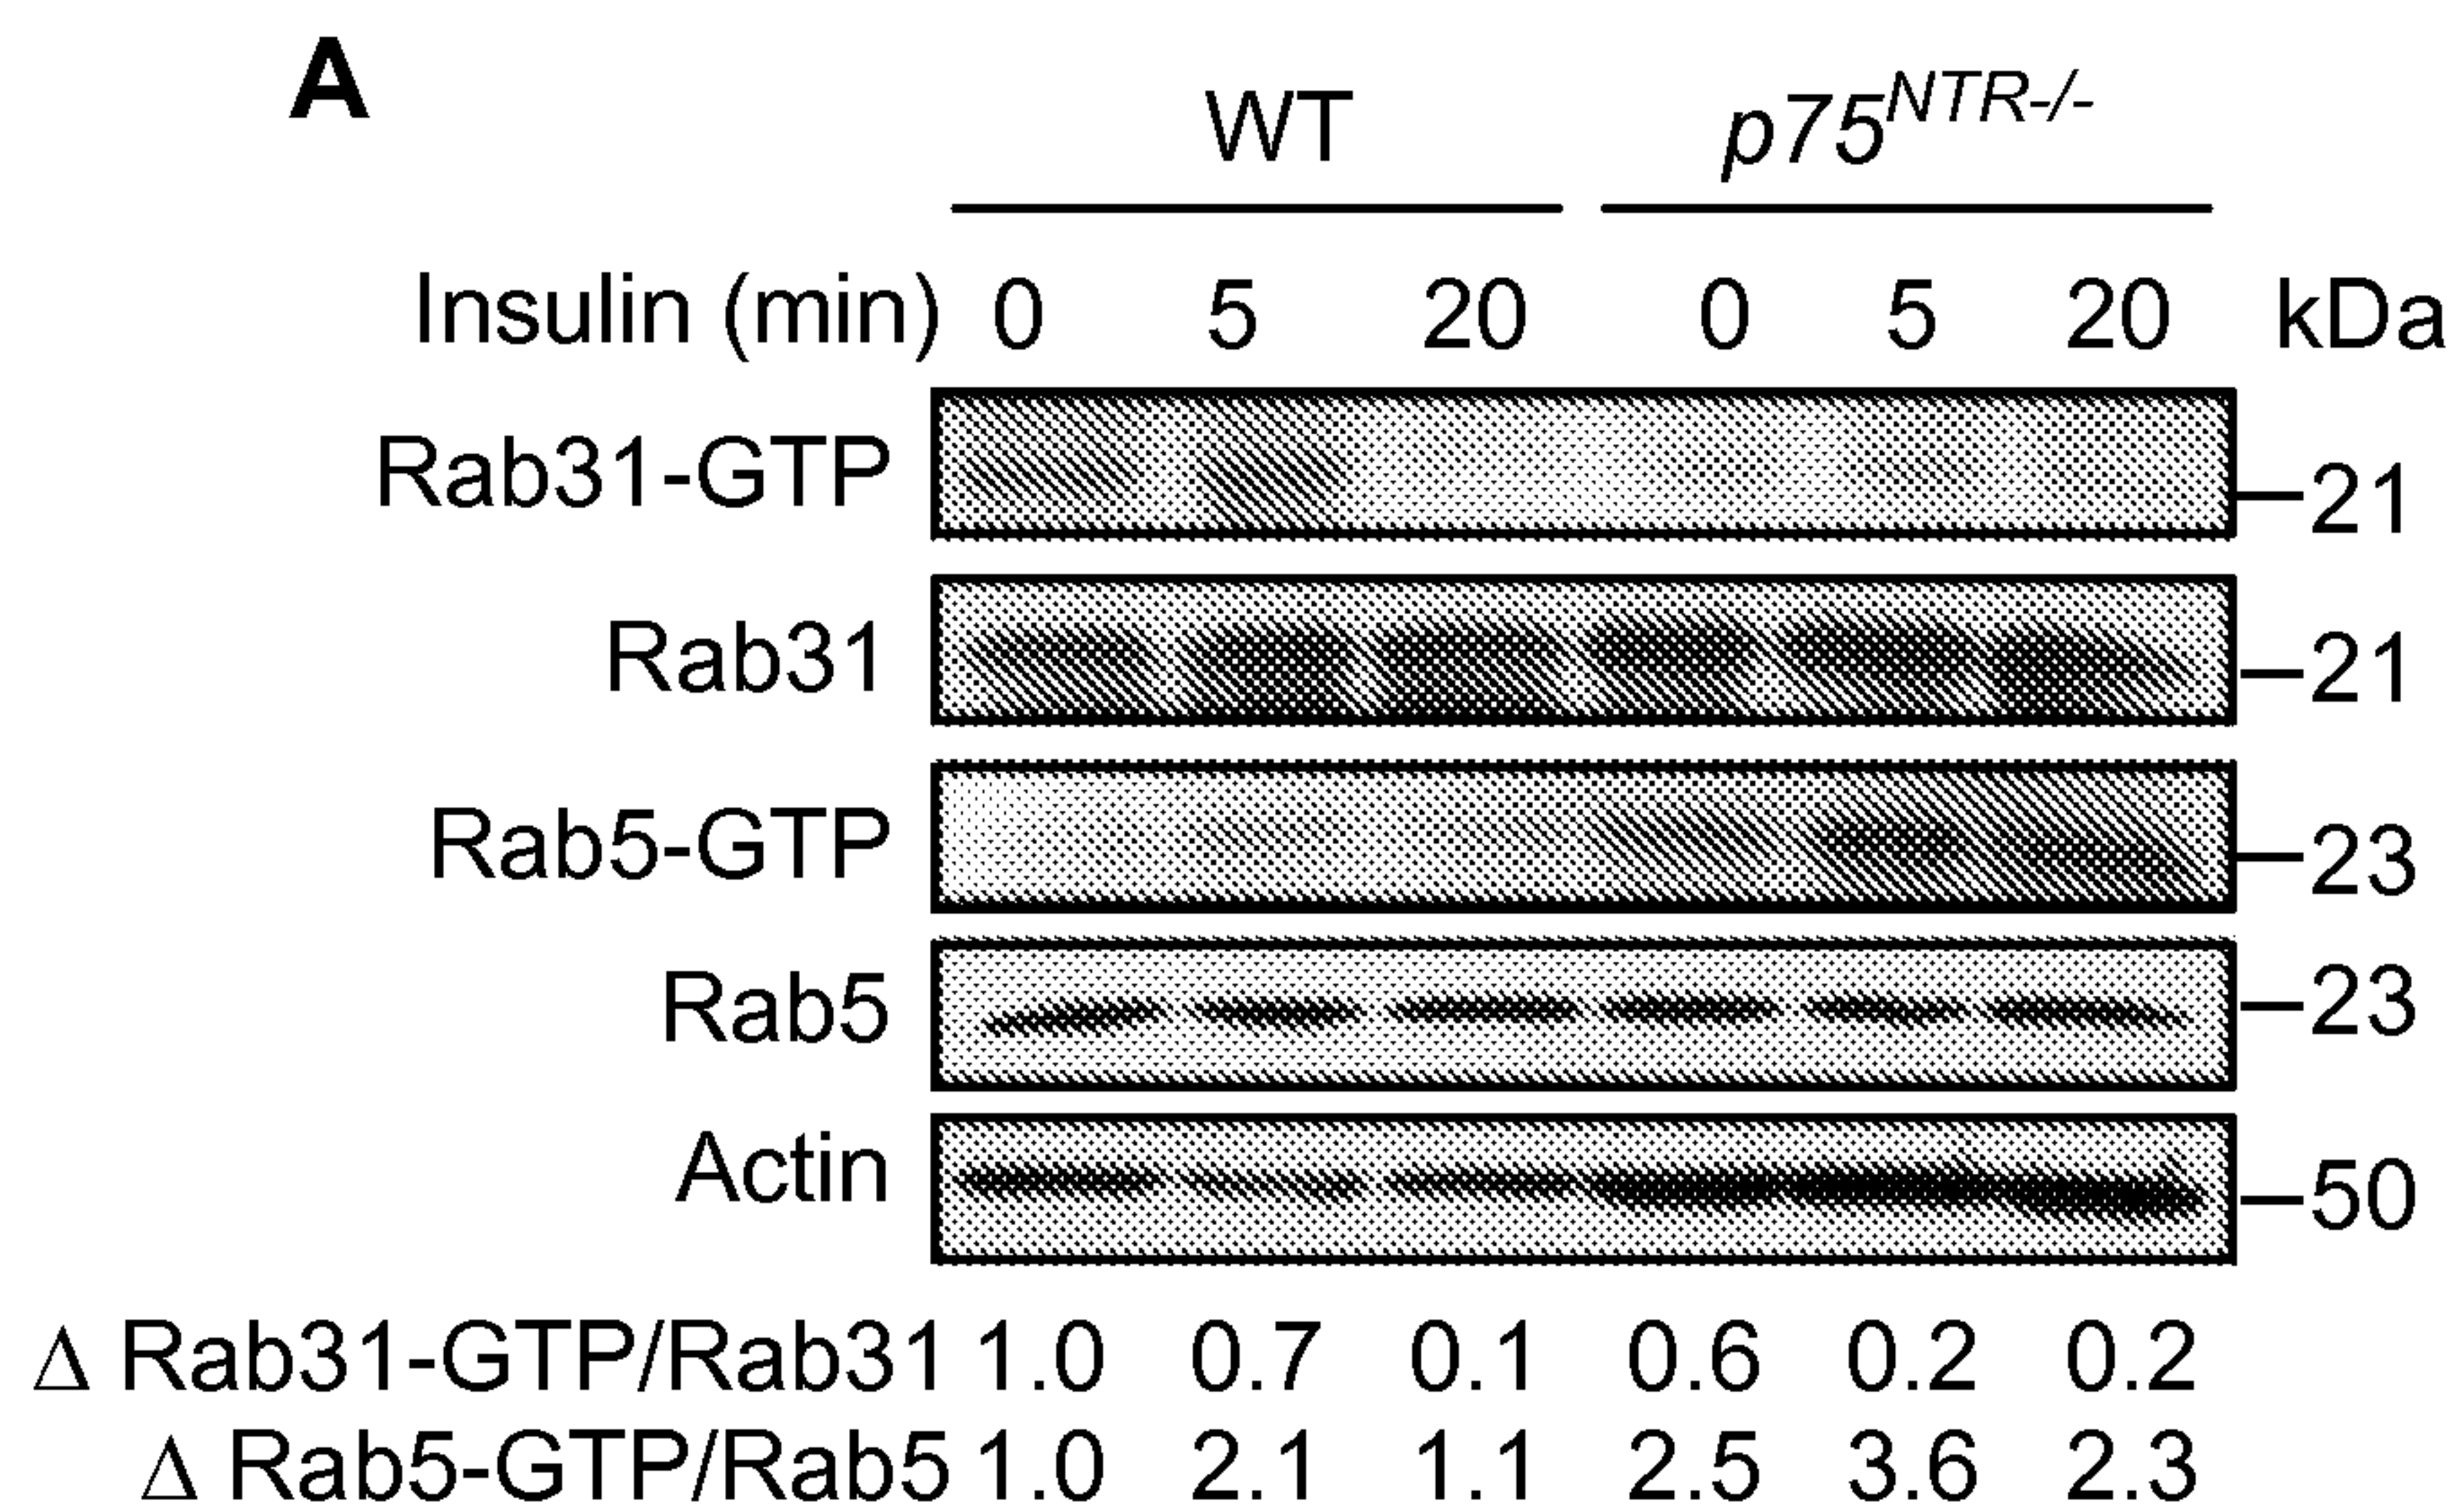 A
WT p75NTR-/-
Insulin (min) 0 5 20 0 5 20 kDa
Rab31-GTP 21
Rab31 21
Rab5-GTP 23
Rab5 23
Actin 50
Δ Rab31-GTP/Rab31 1.0 0.7 0.1 0.6 0.2 0.2
Δ Rab5-GTP/Rab5 1.0 2.1 1.1 2.5 3.6 2.3